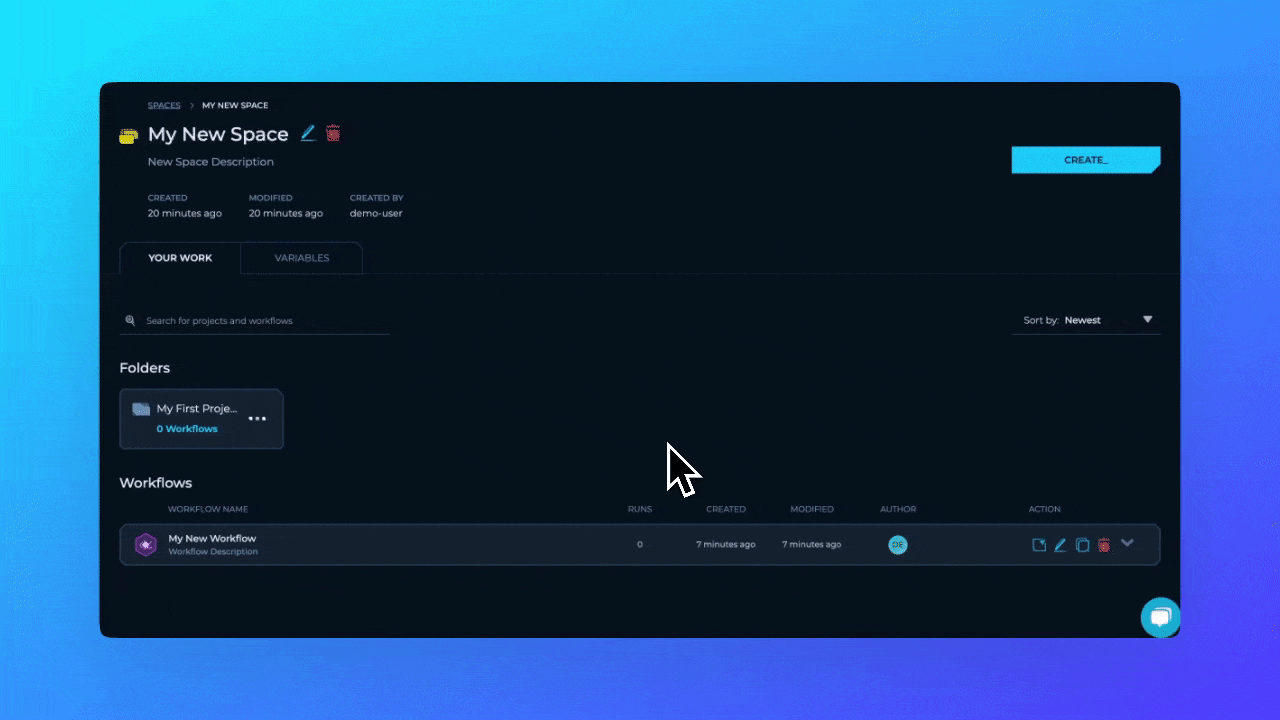 SPACES > MY NEW SPACE
My New Space
New Space Description
CREATE_
CREATED MODIFIED CREATED BY
20 minutes ago 20 minutes ago demo-user
YOUR WORK VARIABLES
Search for projects and workflows
Sort by: Newest
Folders
My First Proje...
0 Workflows
Workflows
WORKFLOW NAME RUNS CREATED MODIFIED AUTHOR ACTION
My New Workflow
Workflow Description
0 7 minutes ago 7 minutes ago